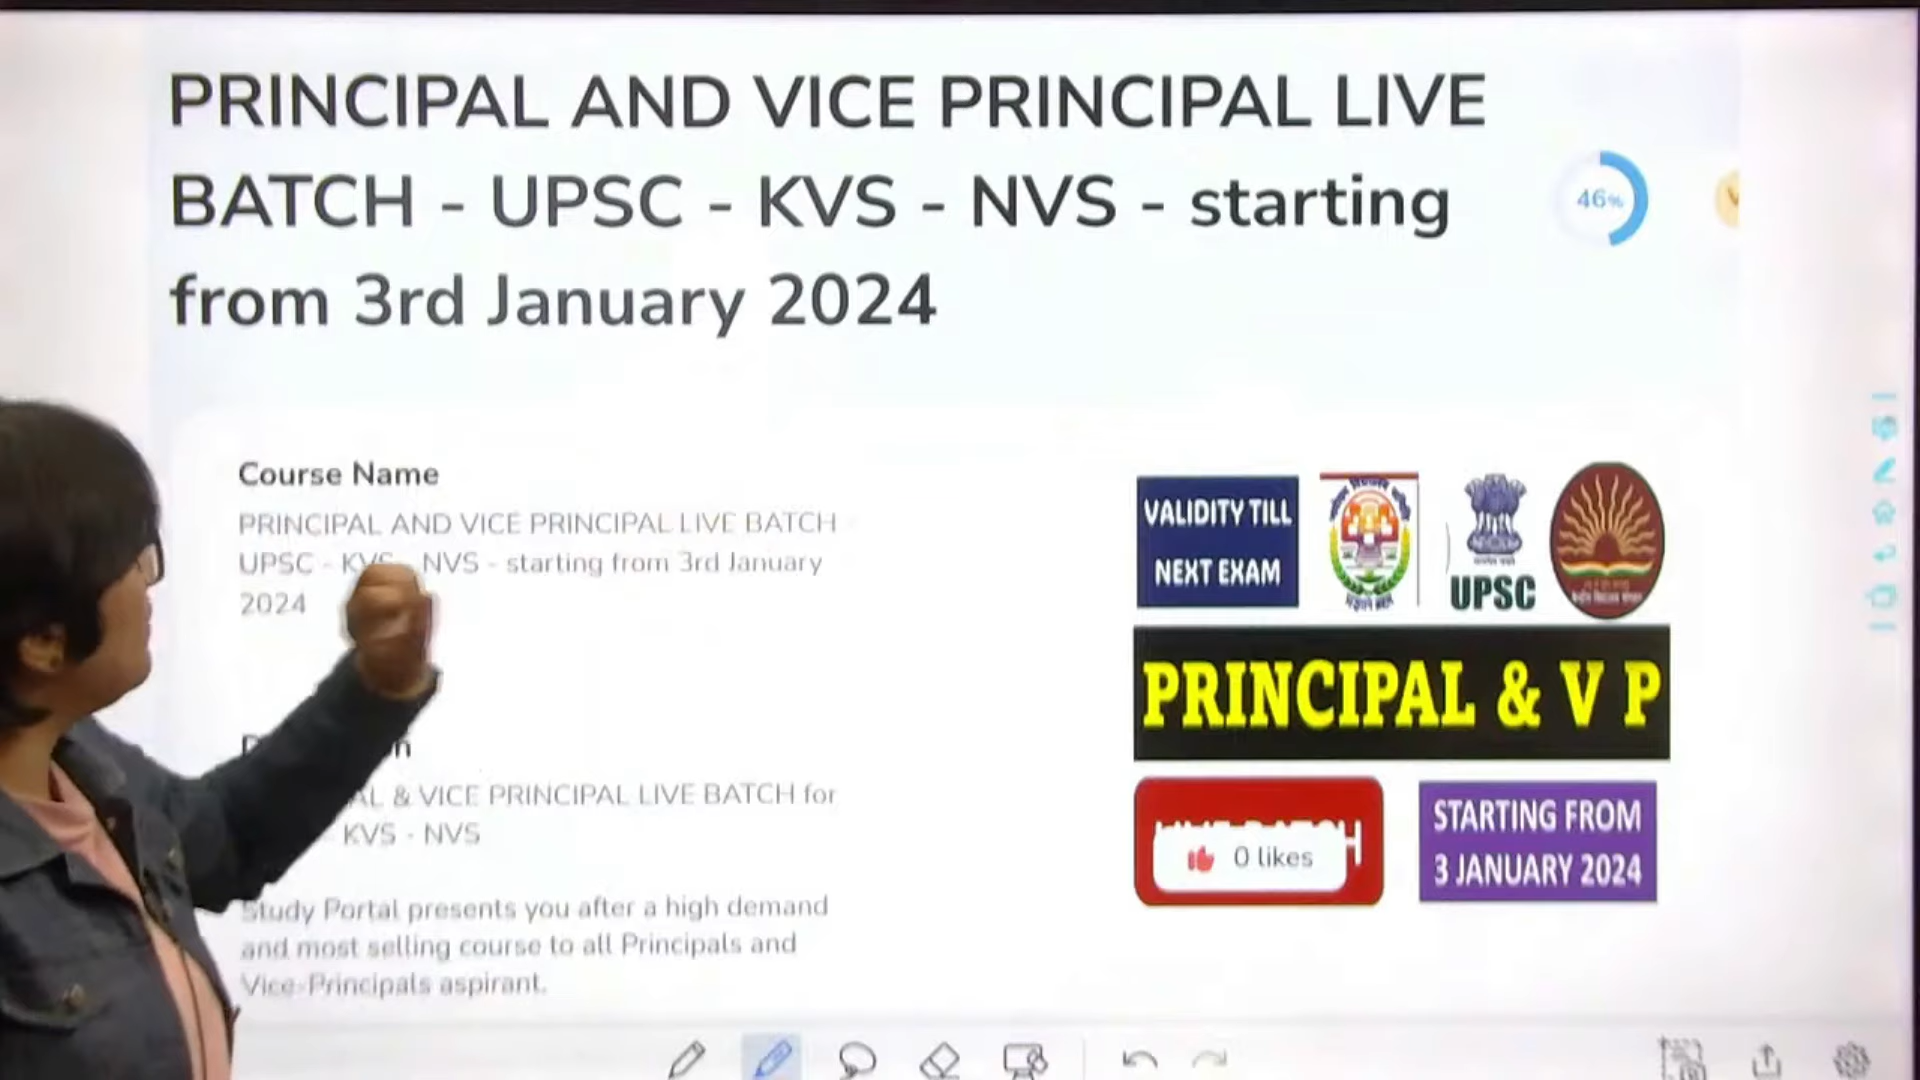 PRINCIPAL AND VICE PRINCIPAL LIVE
BATCH - UPSC - KVS - NVS - starting
from 3rd January 2024
46%
Course Name
PRINCIPAL AND VICE PRINCIPAL LIVE BATCH -
UPSC - KVS - NVS - starting from 3rd January
2024
& VICE PRINCIPAL LIVE BATCH for
KVS - NVS
Study Portal presents you after a high demand
and most selling course to all Principals and
Vice-Principals aspirant.
VALIDITY TILL
NEXT EXAM
UPSC
PRINCIPAL & V P
0 likes
STARTING FROM
3 JANUARY 2024